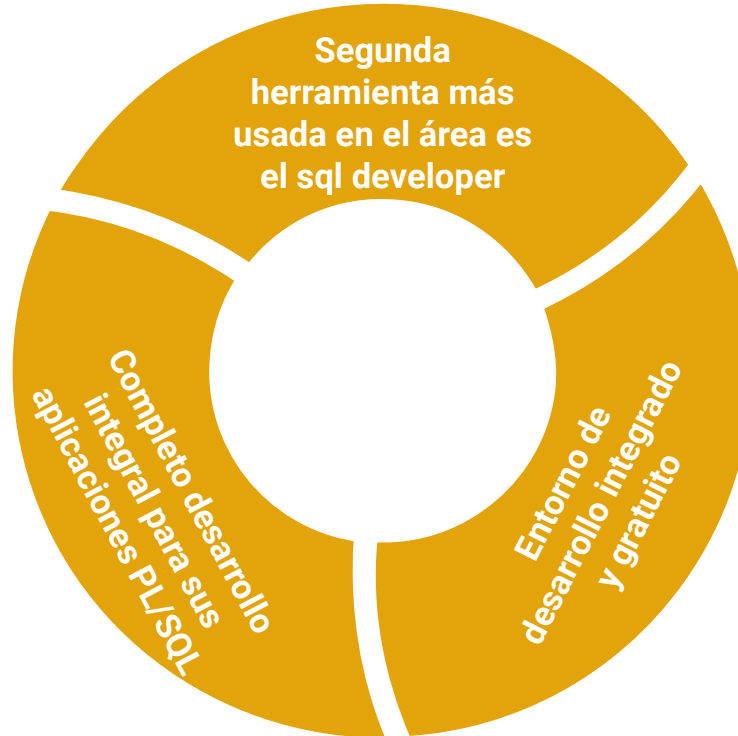 Segunda
herramienta más
usada en el área es
el sql developer
Entorno de
desarrollo integrado
y gratuito
Completo desarrollo
integral para sus
aplicaciones PL/SQL